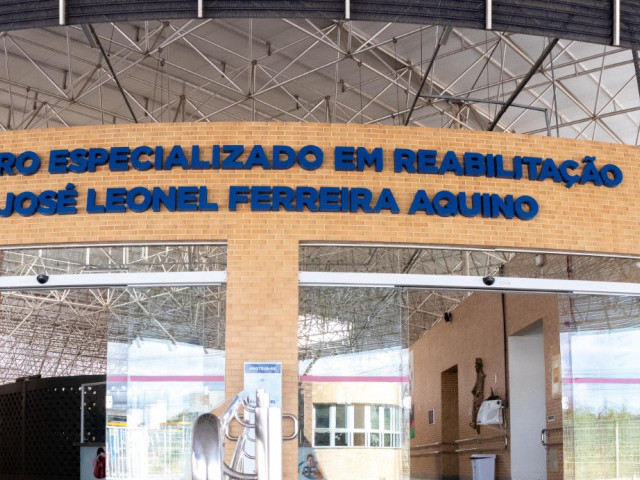 RO ESPECIALIZADO EM REABILITAÇÃO
JOSÉ LEONEL FERREIRA AQUINO